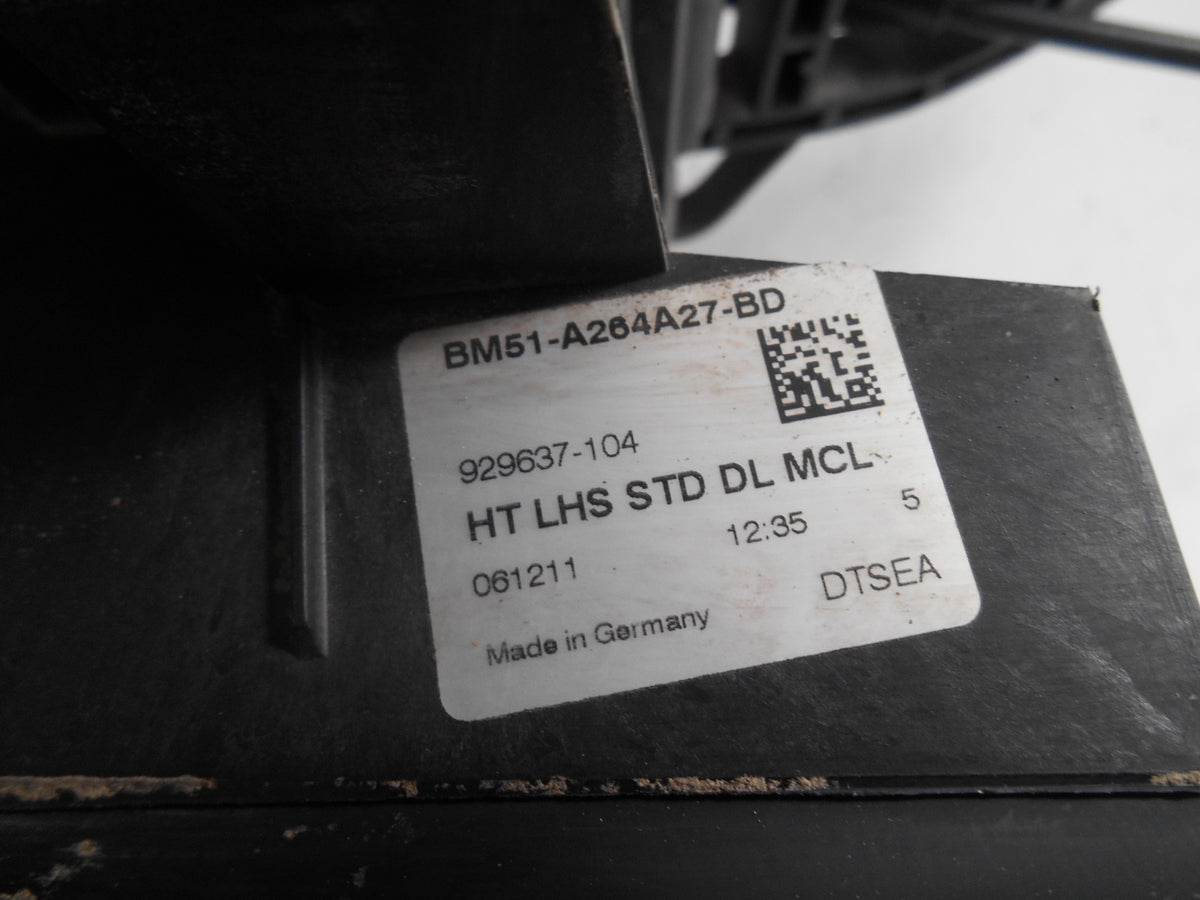 BM51-A264A27-BD
929637-104
HT LHS STD DL MCL
061211 12:35 5
Made in Germany DTSEA